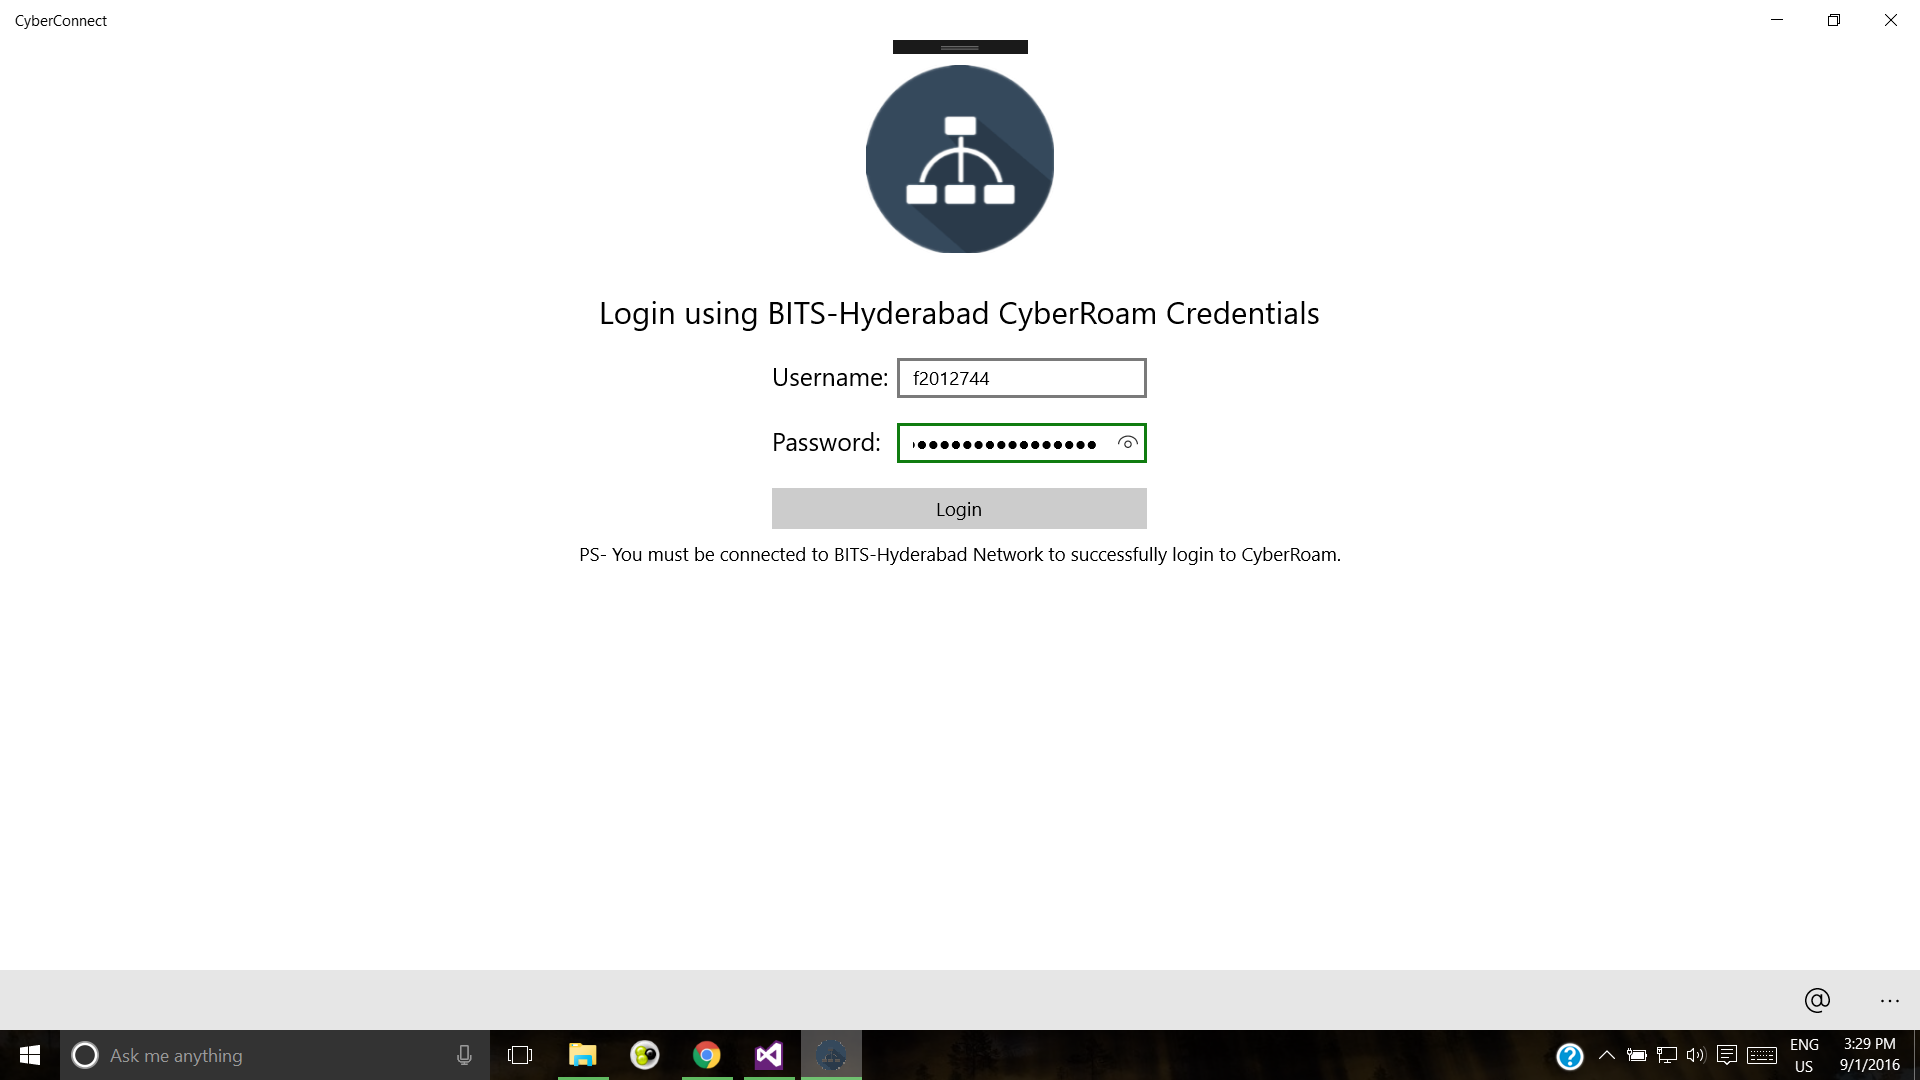 CyberConnect
Login using BITS-Hyderabad CyberRoam Credentials
Username: f2012744
Password: ●●●●●●●●●●●●●●●●
Login
PS- You must be connected to BITS-Hyderabad Network to successfully login to CyberRoam.
@ ...
Ask me anything
ENG
US
3:29 PM
9/1/2016